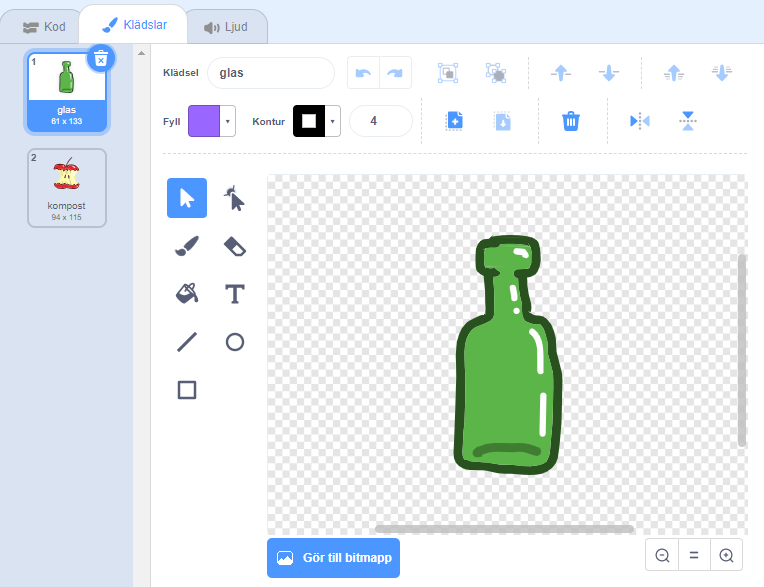 Kod
Klädslar
Ljud
1
glas
61 x 133
2
kompost
94 x 115
Klädsel
glas
Fyll
Kontur
4
T
Gör till bitmapp